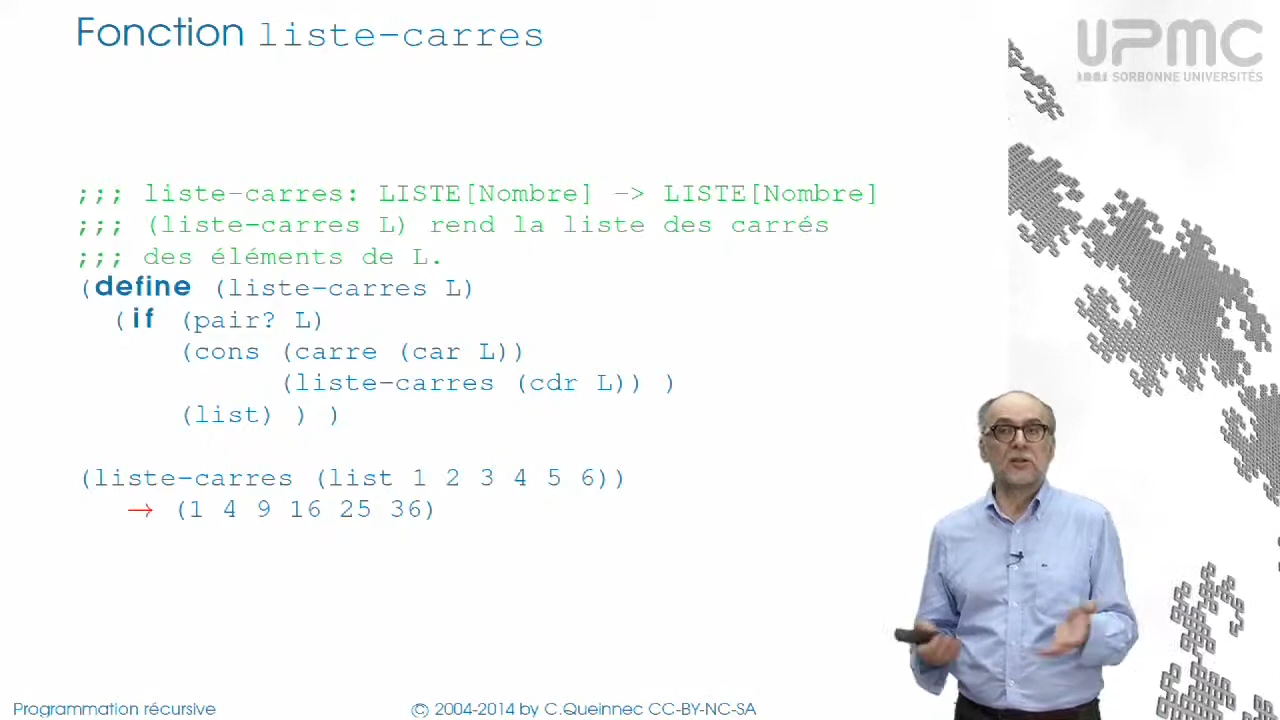 Fonction liste-carres
UPMC
SORBONNE UNIVERSITÉS
;;; liste-carres: LISTE[Nombre] -> LISTE[Nombre]
;;; (liste-carres L) rend la liste des carrés
;;; des éléments de L.
(define (liste-carres L)
(if (pair? L)
(cons (carre (car L))
(liste-carres (cdr L)) )
(list) ) )
(liste-carres (list 1 2 3 4 5 6))
→ (1 4 9 16 25 36)
Programmation récursive
© 2004-2014 by C.Queinnec CC-BY-NC-SA